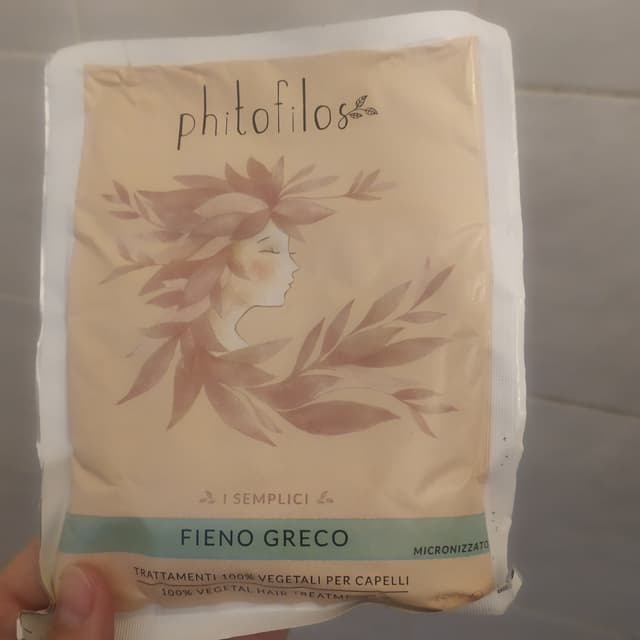 phitofilos
I SEMPLICI
FIENO GRECO
MICRONIZZATO
TRATTAMENTI 100% VEGETALI PER CAPELLI
100% VEGETAL HAIR TREATMENTS